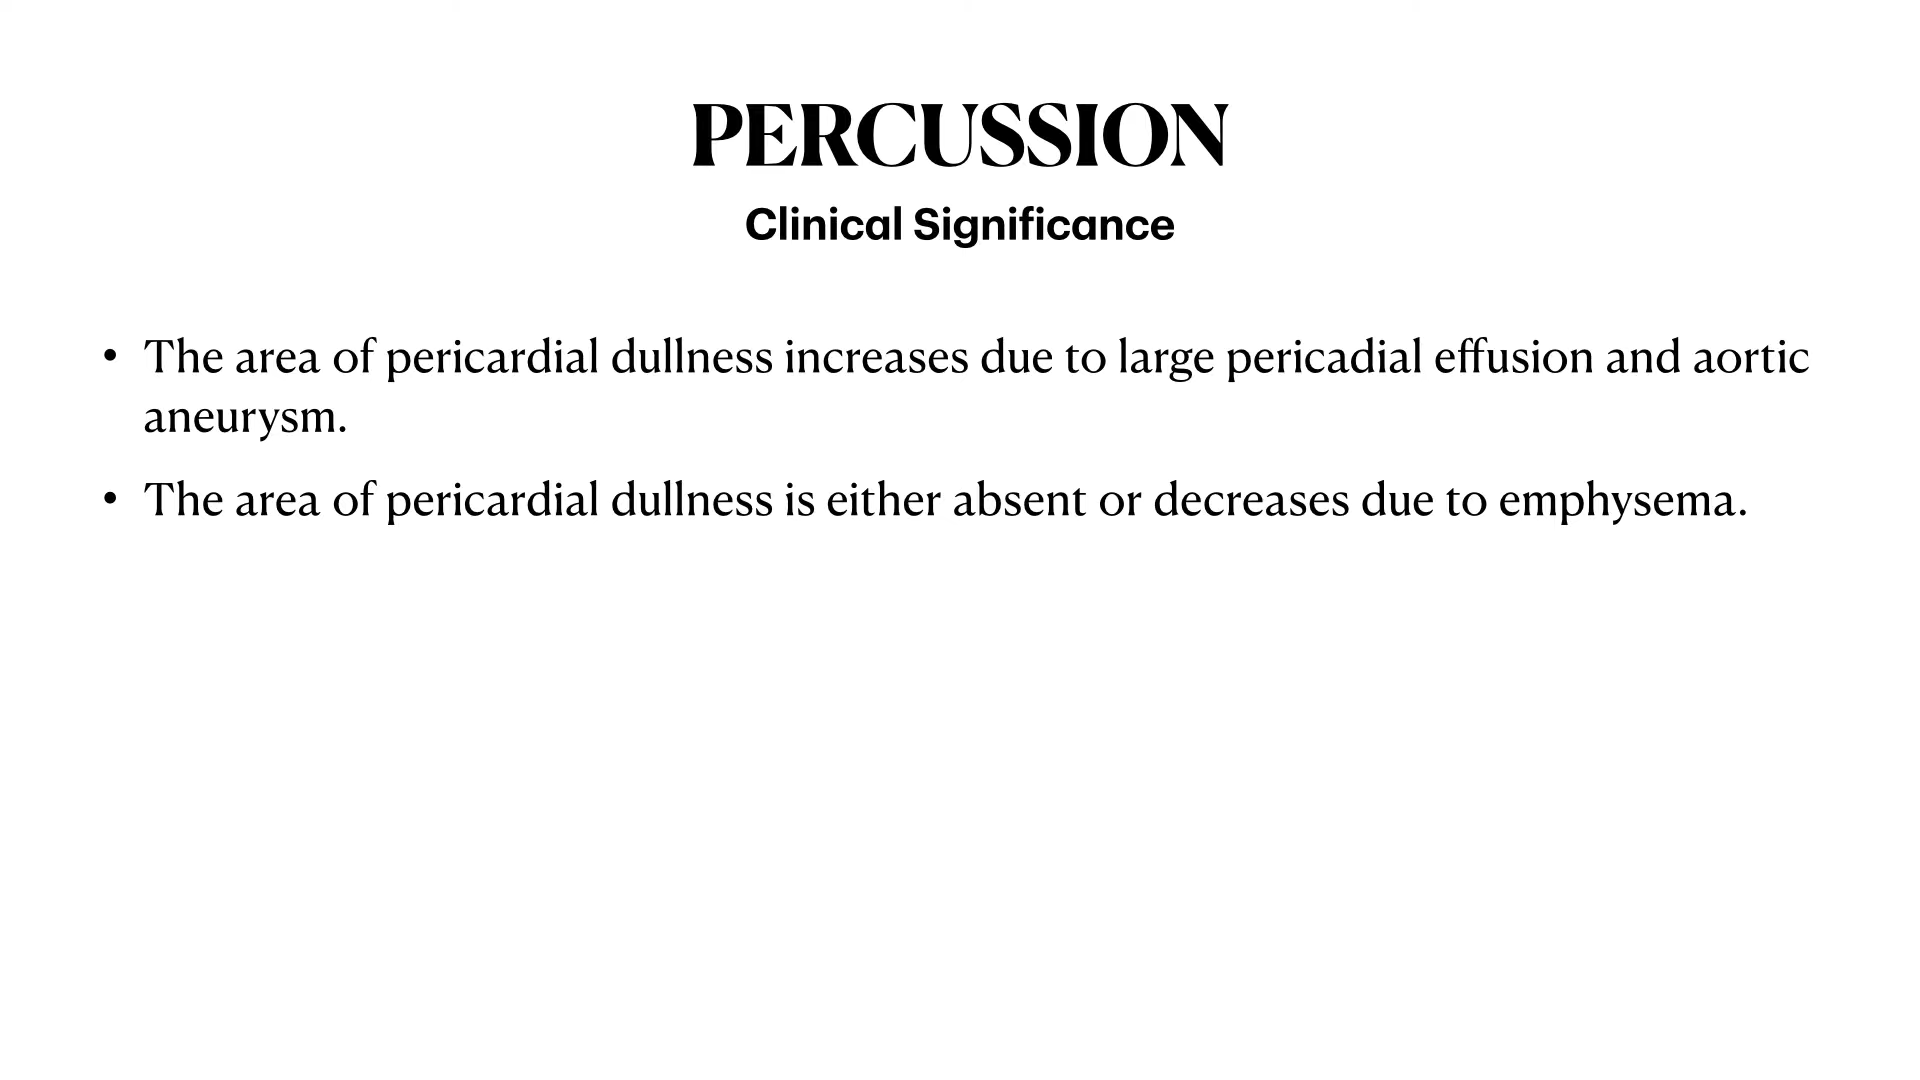 PERCUSSION
Clinical Significance
• The area of pericardial dullness increases due to large pericadial effusion and aortic
aneurysm.
• The area of pericardial dullness is either absent or decreases due to emphysema.